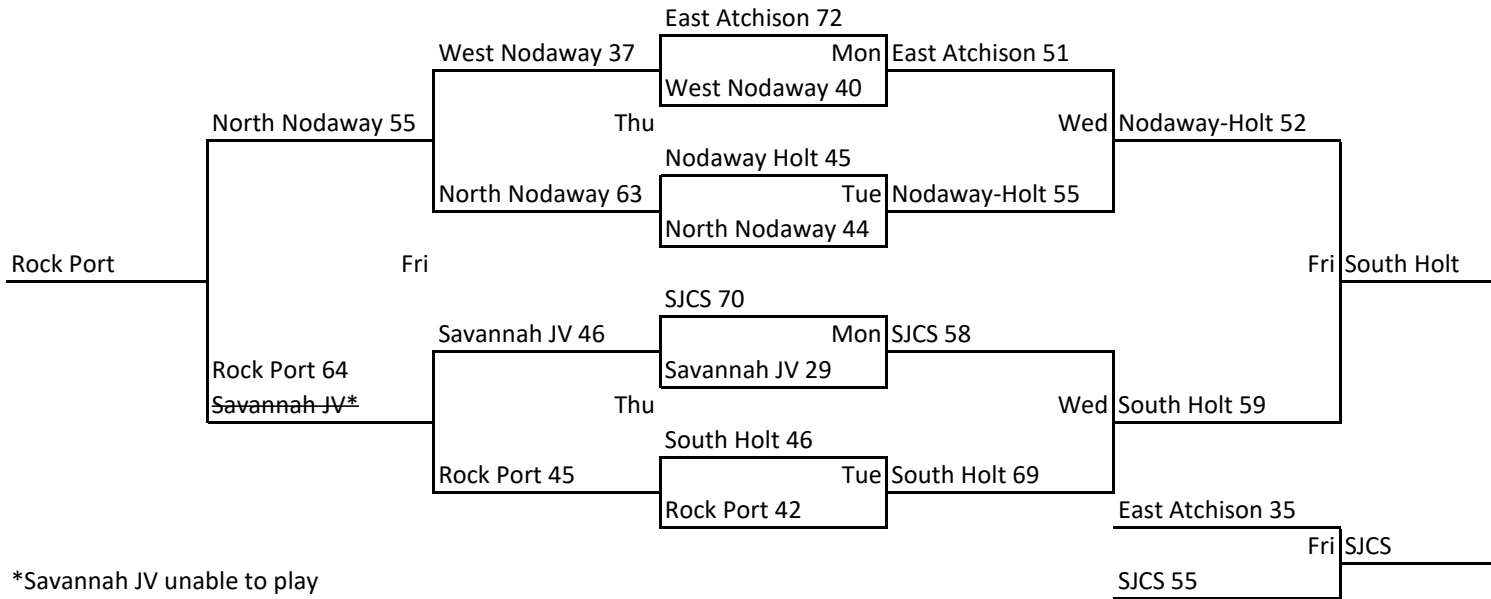 East Atchison 72
West Nodaway 37
Mon
East Atchison 51
West Nodaway 40
North Nodaway 55
Thu
Wed
Nodaway-Holt 52
Nodaway Holt 45
North Nodaway 63
Tue
Nodaway-Holt 55
North Nodaway 44
Rock Port
Fri
Fri
South Holt
SJCS 70
Savannah JV 46
Mon
SJCS 58
Rock Port 64
Savannah JV 29
Savannah JV*
Thu
Wed
South Holt 59
South Holt 46
Rock Port 45
Tue
South Holt 69
Rock Port 42
East Atchison 35
Fri
SJCS
*Savannah JV unable to play
SJCS 55